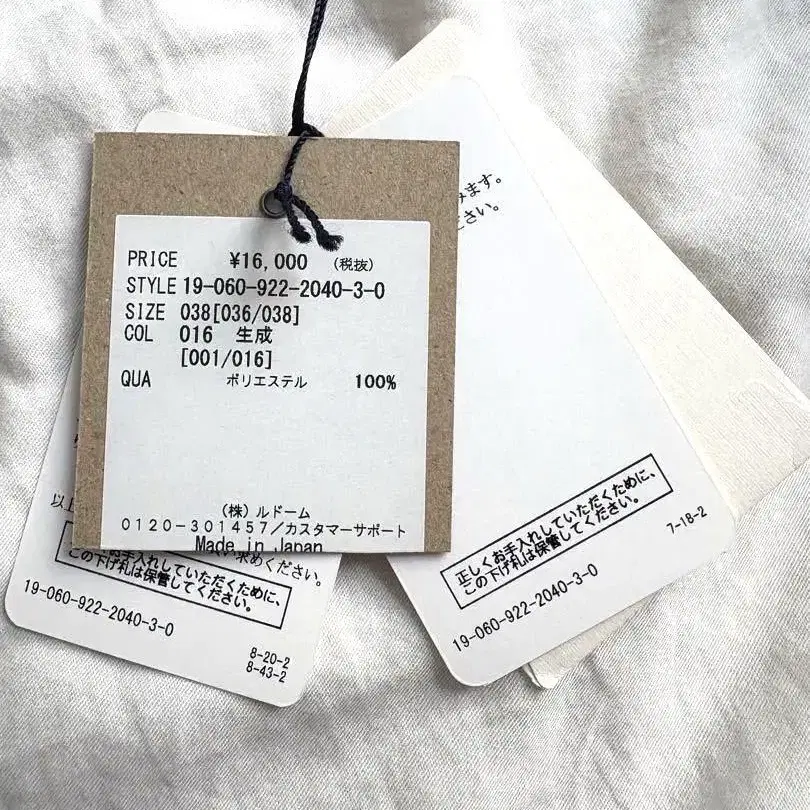 PRICE ¥16,000 (税抜)
STYLE 19-060-922-2040-3-0
SIZE 038[036/038]
COL 016 生成
[001/016]
QUA ポリエステル 100%
(株)ルドーム
0120-301457/カスタマーサポート
Made in Japan
みます。
ださい。
正しくお手入れしていただくために、
この下げ札は保管してください。
7-18-2
19-060-922-2040-3-0
以上
い求めください。
お手入れしていただくために、
この下げ札は保管してください。
19-060-922-2040-3-0
8-20-2
8-43-2